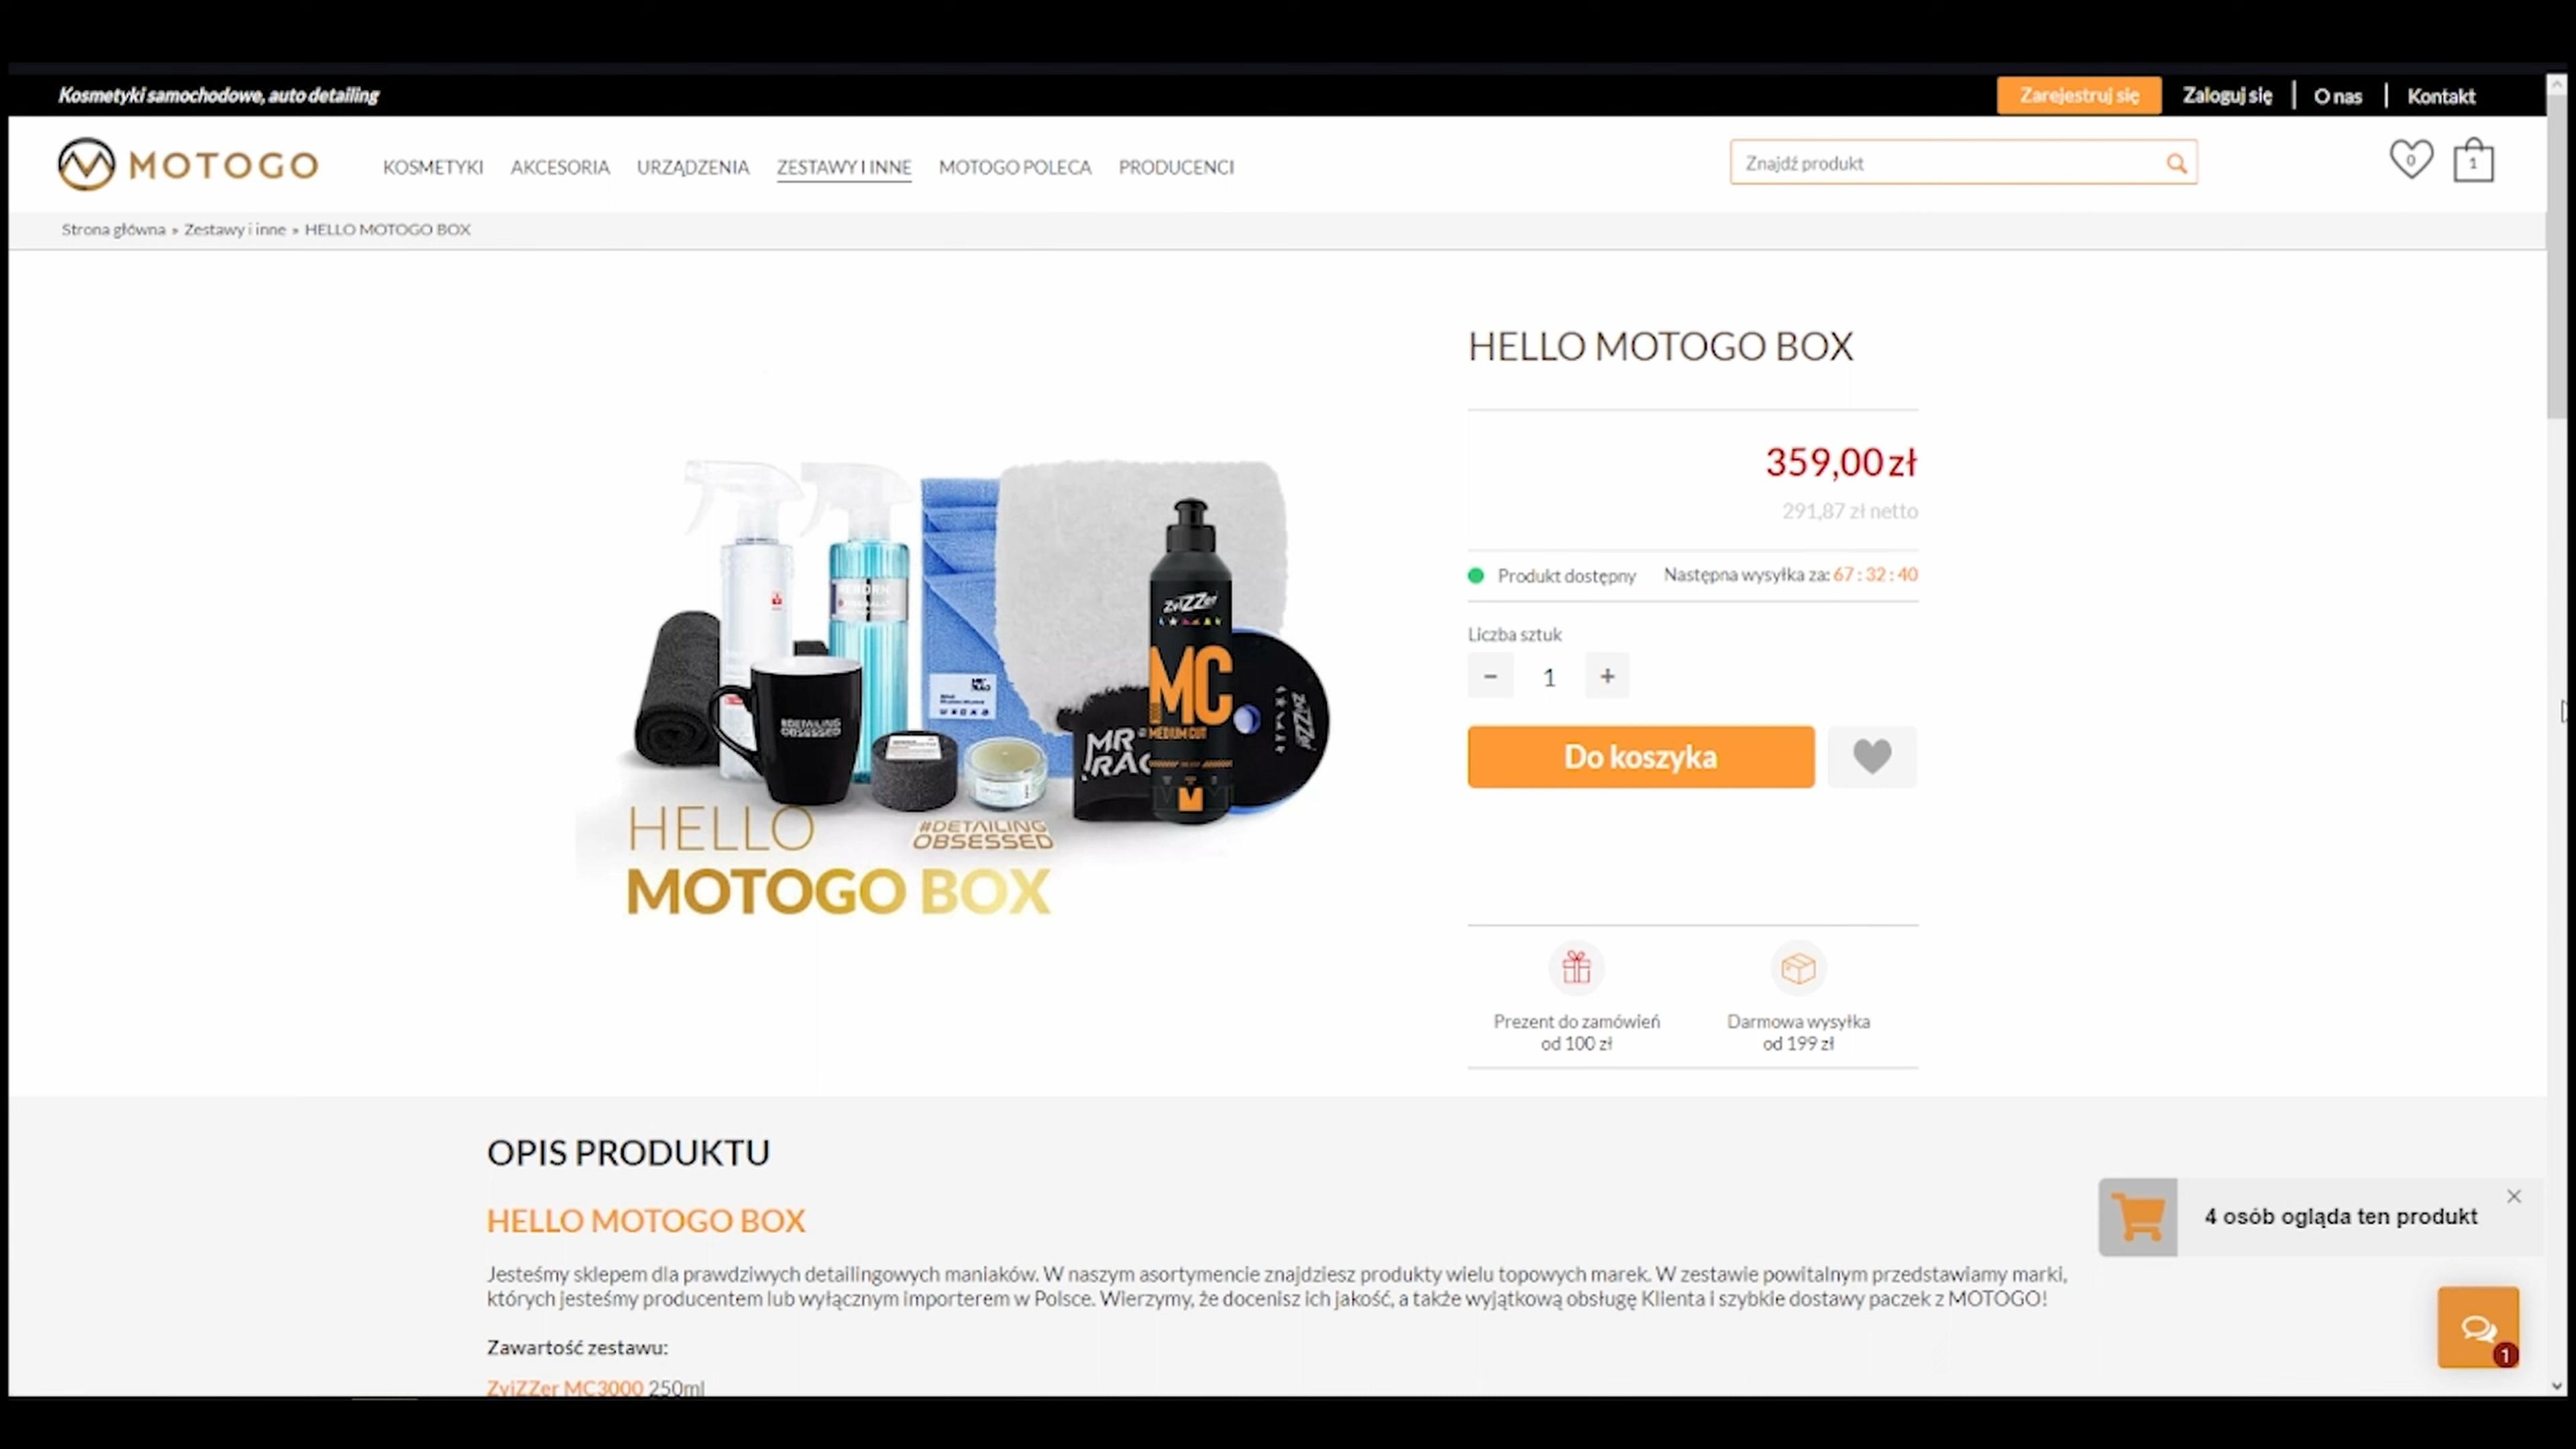 Kosmetyki samochodowe, auto detailing
Zarejestruj się
Zaloguj się
O nas
Kontakt
MOTOGO
KOSMETYKI
AKCESORIA
URZĄDZENIA
ZESTAWY I INNE
MOTOGO POLECA
PRODUCENCI
Znajdź produkt
0
1
Strona główna » Zestawy i inne » HELLO MOTOGO BOX
HELLO MOTOGO BOX
359,00 zł
291,87 zł netto
Produkt dostępny
Następna wysyłka za: 67 : 32 : 40
Liczba sztuk
− 1 +
Do koszyka
Prezent do zamówień
od 100 zł
Darmowa wysyłka
od 199 zł
#DETAILING
OBSESSED
MR
RAG
ZviZZer
MC
MEDIUM CUT
ZviZZer
HELLO
#DETAILING
OBSESSED
MOTOGO BOX
OPIS PRODUKTU
HELLO MOTOGO BOX
Jesteśmy sklepem dla prawdziwych detailingowych maniaków. W naszym asortymencie znajdziesz produkty wielu topowych marek. W zestawie powitalnym przedstawiamy marki,
których jesteśmy producentem lub wyłącznym importerem w Polsce. Wierzymy, że docenisz ich jakość, a także wyjątkową obsługę Klienta i szybkie dostawy paczek z MOTOGO!
Zawartość zestawu:
ZviZZer MC3000 250ml
4 osób ogląda ten produkt
1